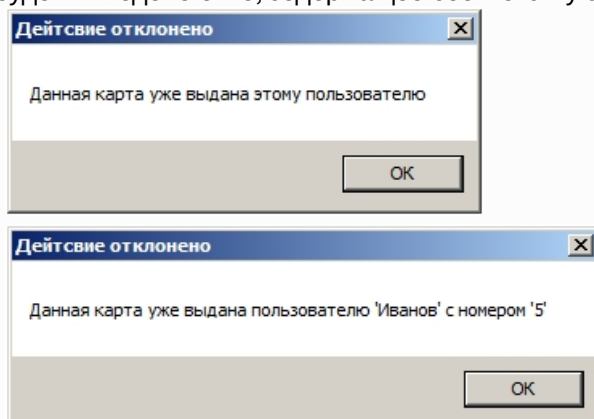 Дейтсвие отклонено
Данная карта уже выдана этому пользователю
OK
Дейтсвие отклонено
Данная карта уже выдана пользователю 'Иванов' с номером '5'
OK